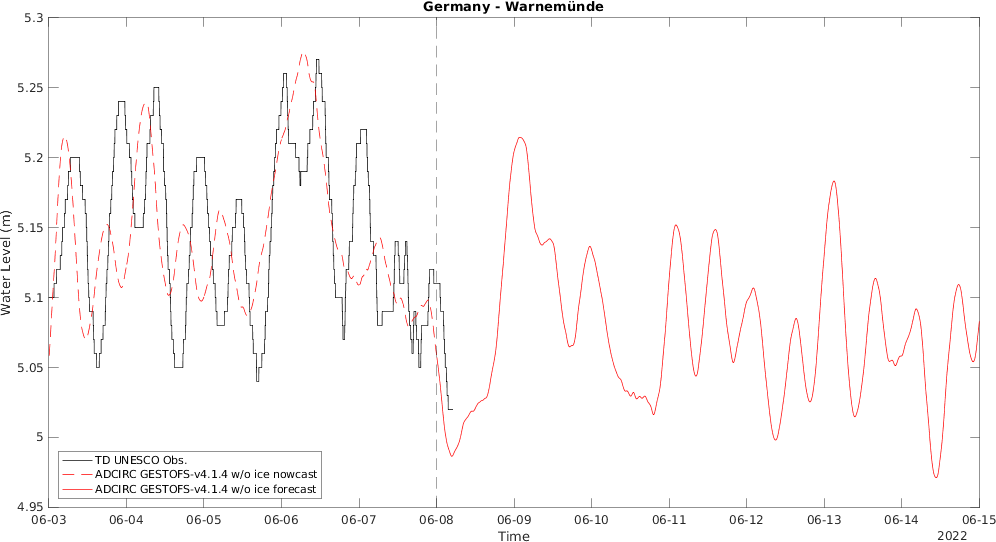 Germany - Warnemünde
5.3
5.25
5.2
5.15
5.1
5.05
5
4.95
Water Level (m)
TD UNESCO Obs.
ADCIRC GESTOFS-v4.1.4 w/o ice nowcast
ADCIRC GESTOFS-v4.1.4 w/o ice forecast
06-03 06-04 06-05 06-06 06-07 06-08 06-09 06-10 06-11 06-12 06-13 06-14 06-15
Time
2022